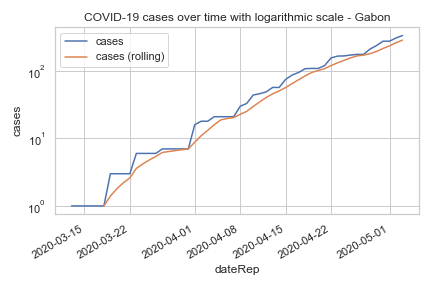 COVID-19 cases over time with logarithmic scale - Gabon
cases
cases (rolling)
10²
10¹
10⁰
cases
2020-03-15
2020-03-22
2020-04-01
2020-04-08
2020-04-15
2020-04-22
2020-05-01
dateRep